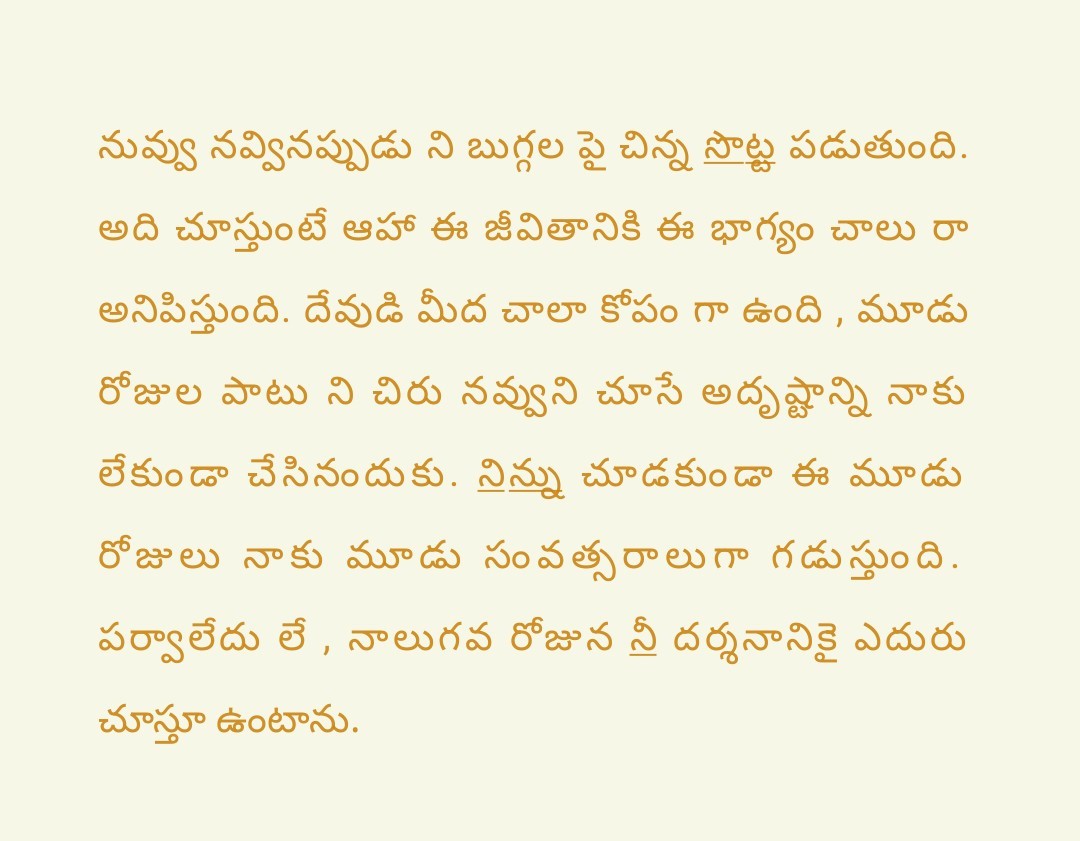 నువ్వు నవ్వినప్పుడు ని బుగ్గల పై చిన్న సొట్ట పడుతుంది.
అది చూస్తుంటే ఆహా ఈ జీవితానికి ఈ భాగ్యం చాలు రా
అనిపిస్తుంది. దేవుడి మీద చాలా కోపం గా ఉంది , మూడు
రోజుల పాటు ని చిరు నవ్వుని చూసే అదృష్టాన్ని నాకు
లేకుండా చేసినందుకు. నిన్ను చూడకుండా ఈ మూడు
రోజులు నాకు మూడు సంవత్సరాలుగా గడుస్తుంది.
పర్వాలేదు లే , నాలుగవ రోజున నీ దర్శనానికై ఎదురు
చూస్తూ ఉంటాను.